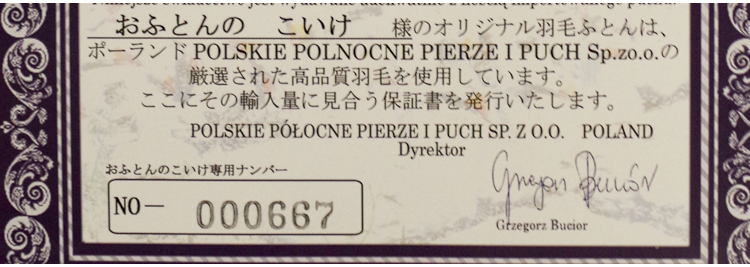 おふとんの こいけ 様のオリジナル羽毛ふとんは、
ポーランド POLSKIE POLNOCNE PIERZE I PUCH Sp.zo.o.の
厳選された高品質羽毛を使用しています。
ここにその輸入量に見合う保証書を発行いたします。
POLSKIE PÓŁOCNE PIERZE I PUCH SP. Z O.O. POLAND
Dyrektor
おふとんのこいけ専用ナンバー
NO－ 000667
Grzegorz Bucior